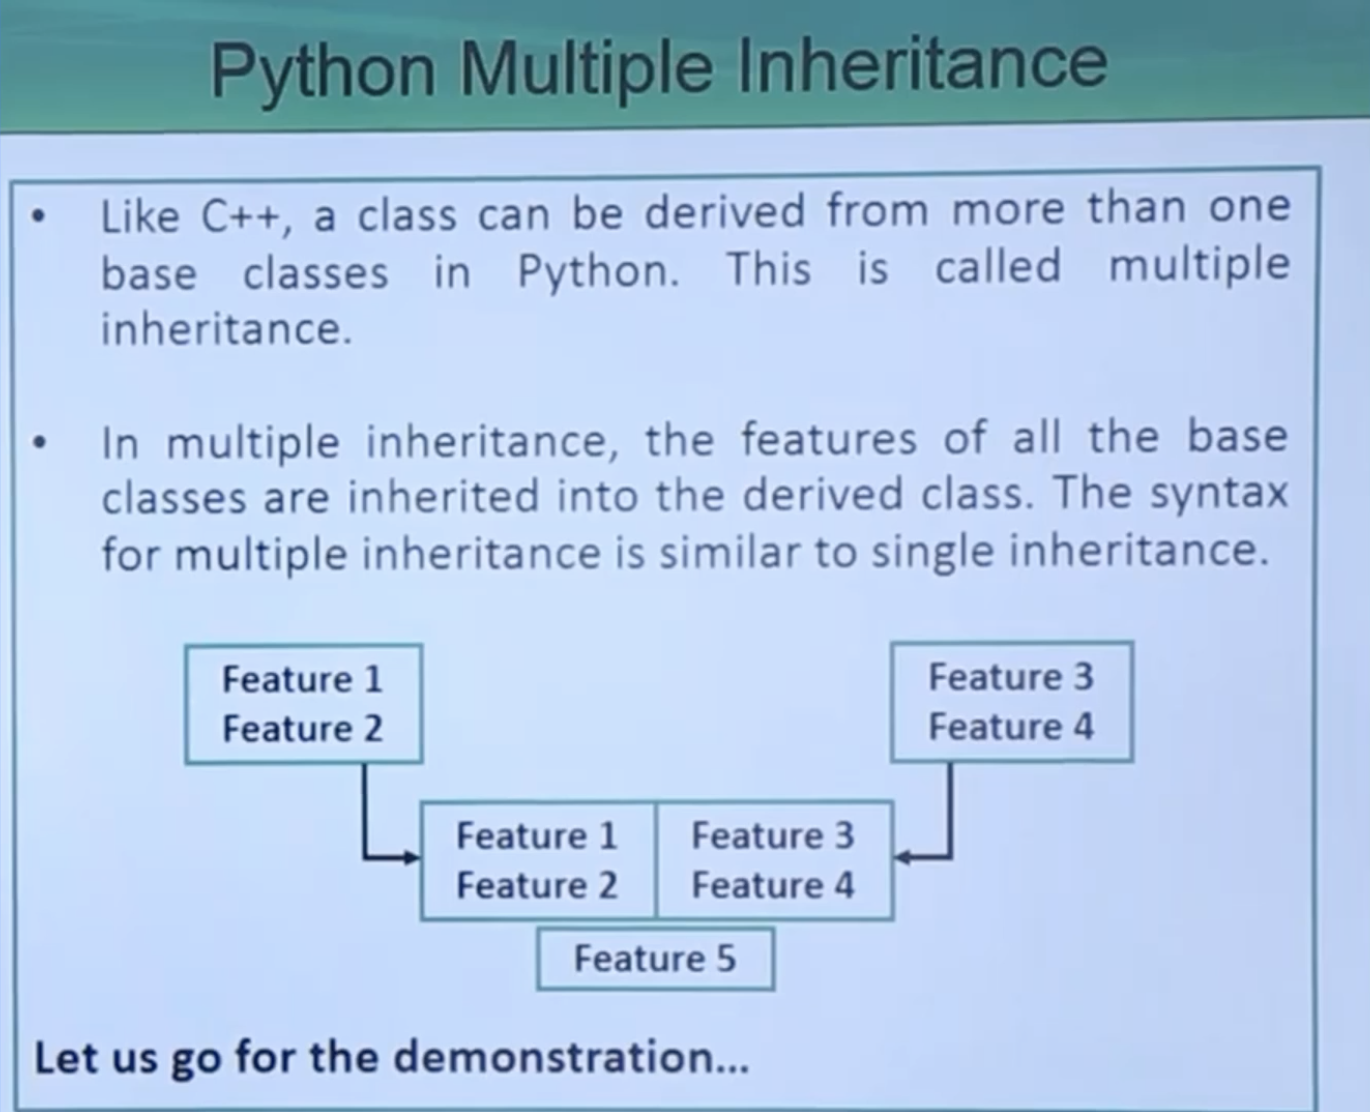 Python Multiple Inheritance
• Like C++, a class can be derived from more than one
base classes in Python. This is called multiple
inheritance.
• In multiple inheritance, the features of all the base
classes are inherited into the derived class. The syntax
for multiple inheritance is similar to single inheritance.
Feature 1
Feature 2
Feature 3
Feature 4
Feature 1
Feature 2
Feature 3
Feature 4
Feature 5
Let us go for the demonstration...